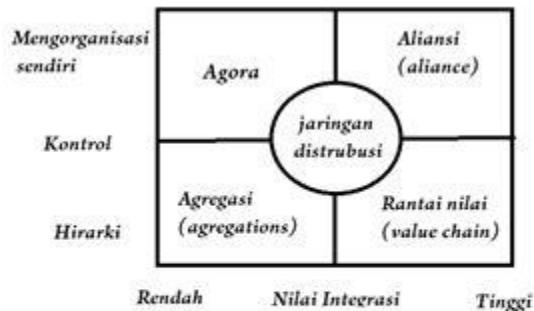 Mengorganisasi
sendiri
Agora
Aliansi
(aliance)
Kontrol
jaringan
distrubusi
Hirarki
Agregasi
(agregations)
Rantai nilai
(value chain)
Rendah
Nilai Integrasi
Tinggi